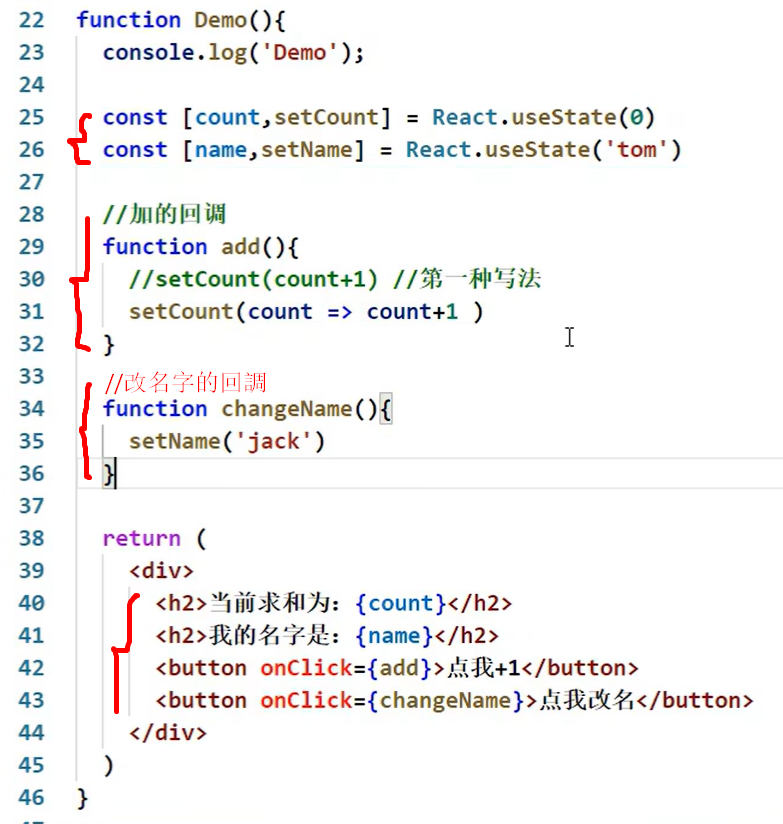 22 function Demo(){
23 console.log('Demo');
24
25 const [count,setCount] = React.useState(0)
26 const [name,setName] = React.useState('tom')
27
28 //加的回调
29 function add(){
30 //setCount(count+1) //第一种写法
31 setCount(count => count+1 )
32 }
33 //改名字的回調
34 function changeName(){
35 setName('jack')
36 }
37
38 return (
39 <div>
40 <h2>当前求和为：{count}</h2>
41 <h2>我的名字是：{name}</h2>
42 <button onClick={add}>点我+1</button>
43 <button onClick={changeName}>点我改名</button>
44 </div>
45 )
46 }